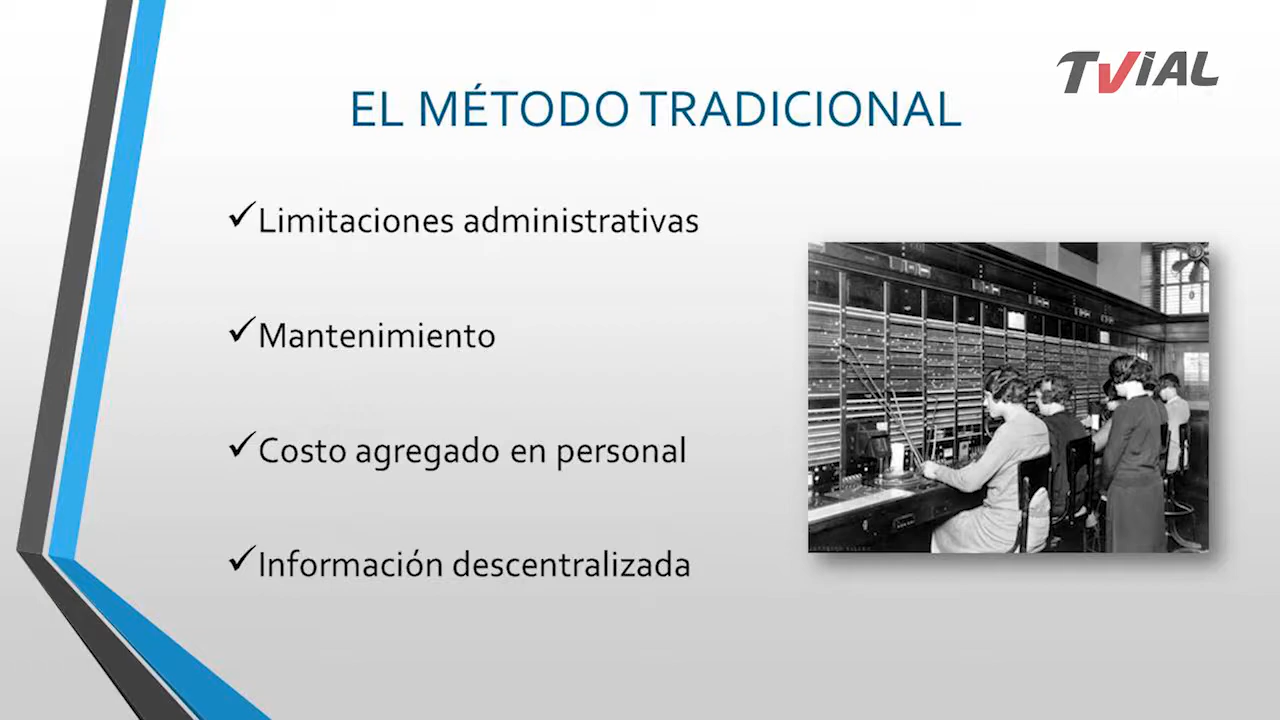 TVIAL
EL MÉTODO TRADICIONAL
✓Limitaciones administrativas
✓Mantenimiento
✓Costo agregado en personal
✓Información descentralizada